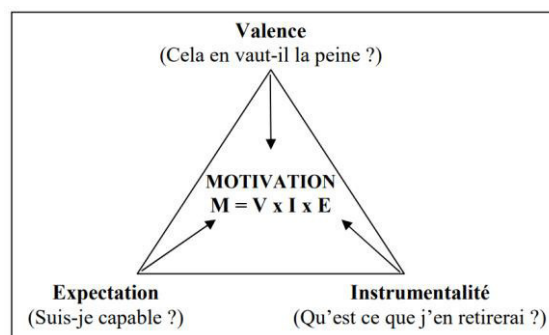 Valence
(Cela en vaut-il la peine ?)
MOTIVATION
M = V x I x E
Expectation
(Suis-je capable ?)
Instrumentalité
(Qu'est ce que j'en retirerai ?)